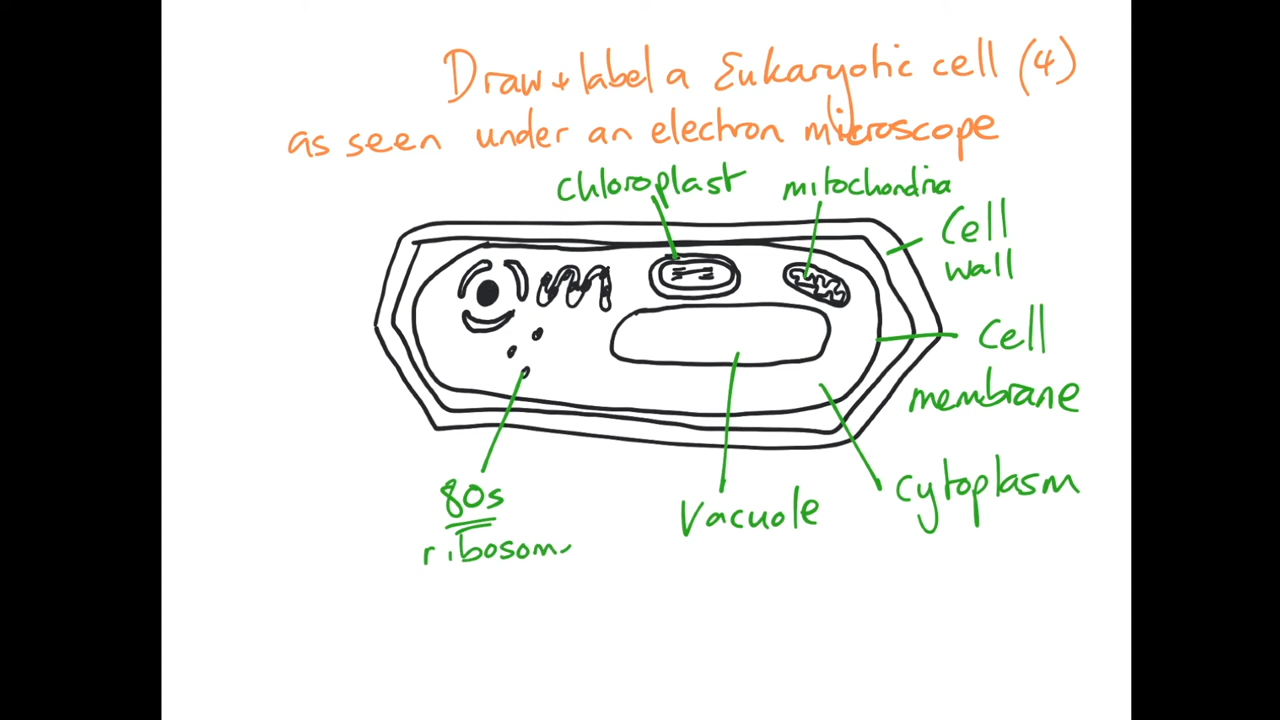 Draw + label a Eukaryotic cell (4)
as seen under an electron microscope
chloroplast
mitochondria
Cell
wall
Cell
membrane
cytoplasm
Vacuole
80s
ribosom